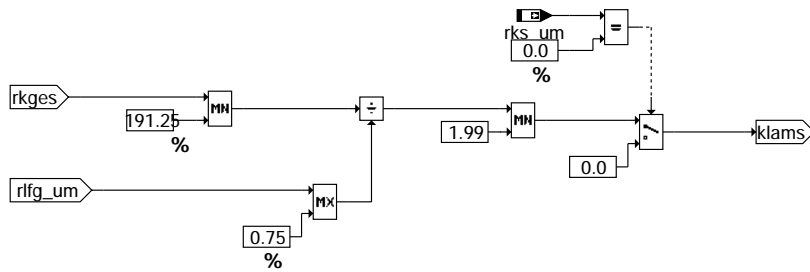 rks_um
0.0
%
=
rkges
MN
191.25
%
÷
1.99
MN
klams
0.0
rlfg_um
MX
0.75
%